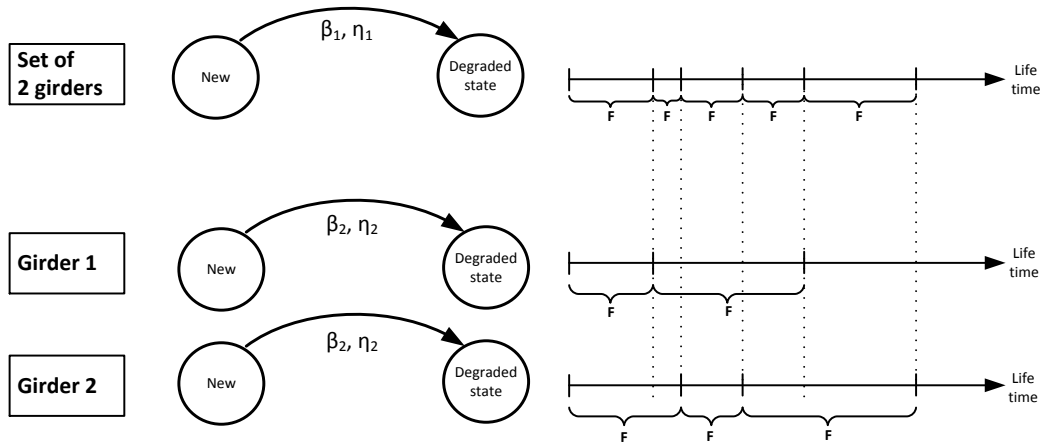 Set of
2 girders
New
β₁, η₁
Degraded
state
F
F
F
F
F
Life
time
Girder 1
New
β₂, η₂
Degraded
state
F
F
Life
time
Girder 2
New
β₂, η₂
Degraded
state
F
F
F
Life
time